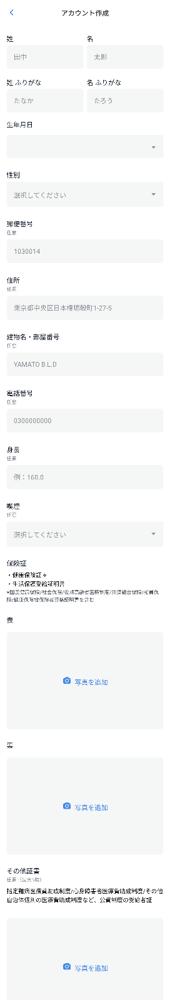 アカウント作成
姓 名
田中 太郎
姓 ふりがな 名 ふりがな
たなか たろう
生年月日
性別
選択してください
郵便番号
任意
1030014
住所
任意
東京都中央区日本橋蛎殻町1-27-5
建物名・部屋番号
任意
YAMATO B.L.D
電話番号
任意
0300000000
身長
任意
例：160.0
喫煙
任意
選択してください
保険証
・健康保険証※
・生活保護受給証明書
※国民健康保険/社会保険/後期高齢者医療制度/共済組合保険/船員保
険/健康保険被保険者資格証明書を含む
表
写真を追加
裏
写真を追加
その他証書
任意（最大5枚）
指定難病医療費助成制度/心身障害者医療費助成制度/その他
自治体個別の医療費助成制度など、公費制度の受給者証
写真を追加